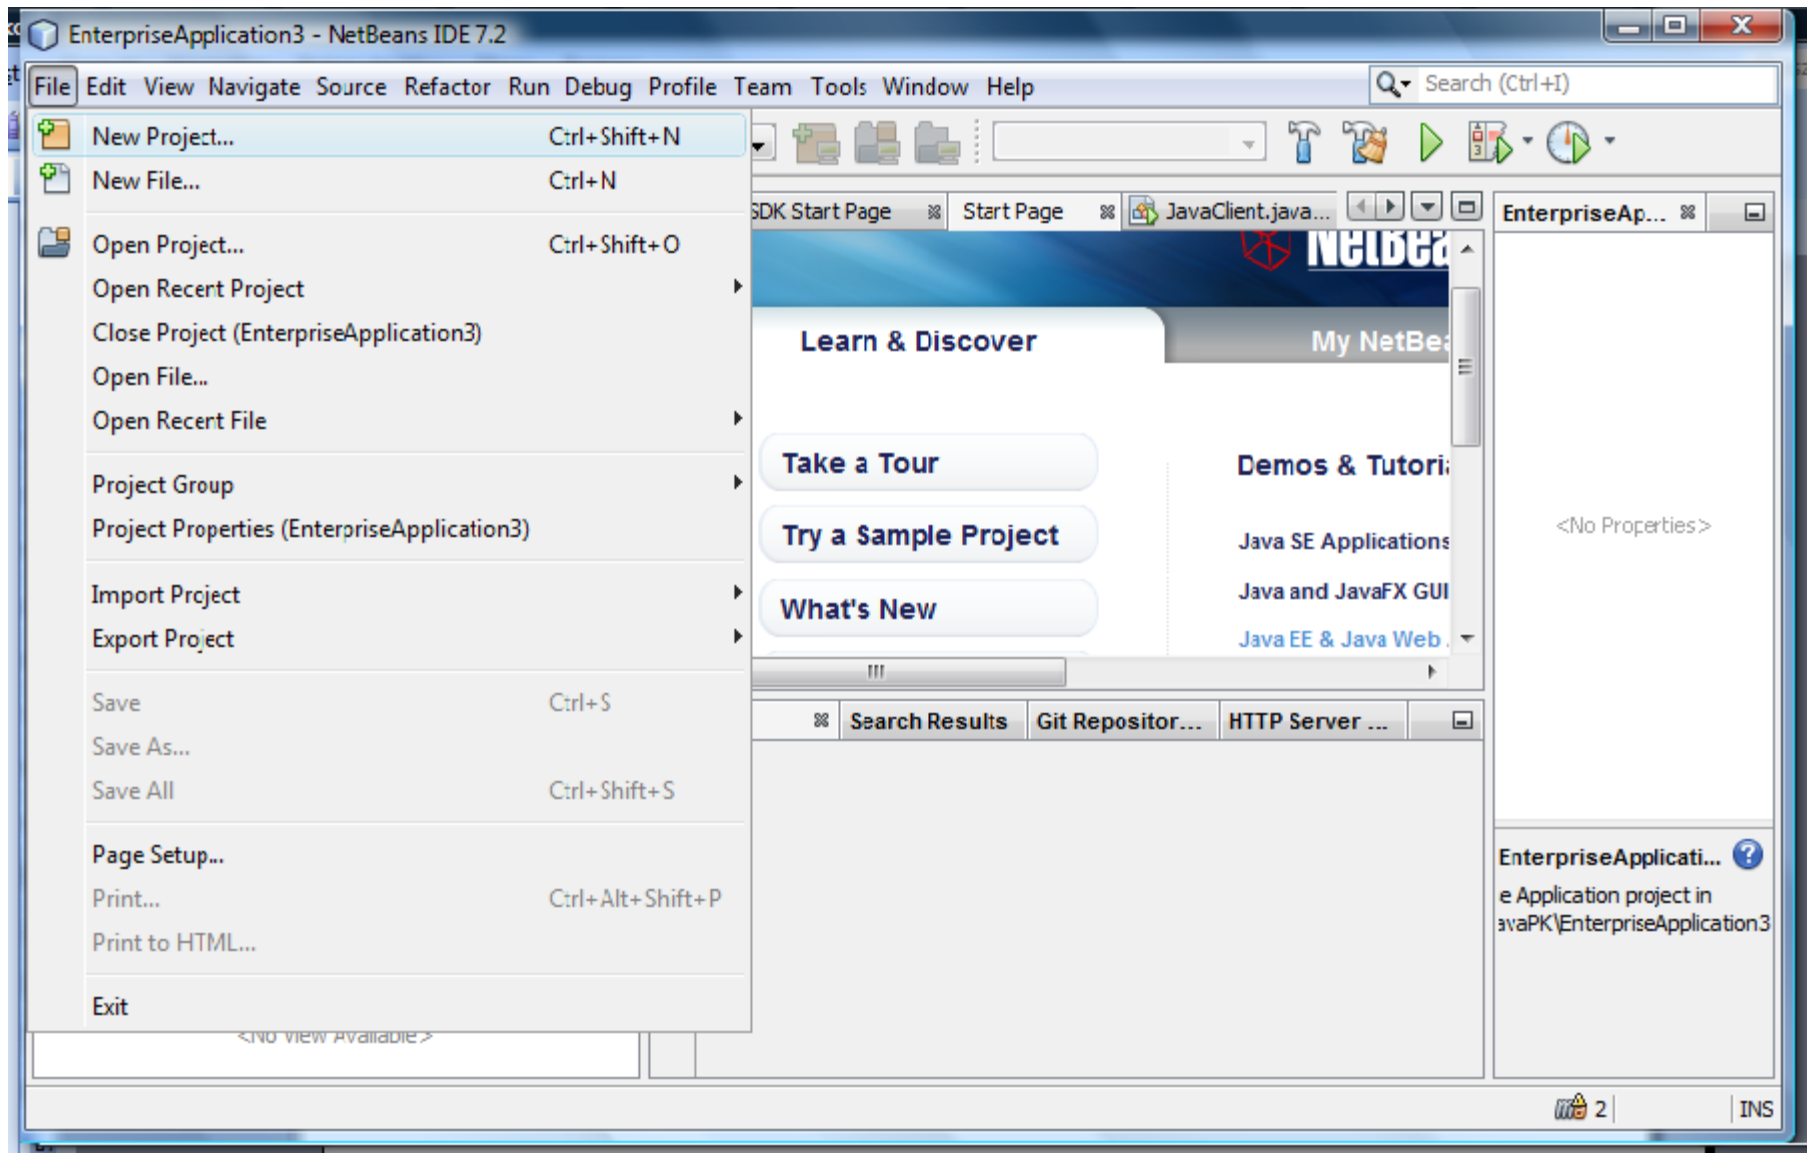 EnterpriseApplication3 - NetBeans IDE 7.2
File Edit View Navigate Source Refactor Run Debug Profile Team Tools Window Help
Search (Ctrl+I)
New Project... Ctrl+Shift+N
New File... Ctrl+N
Open Project... Ctrl+Shift+O
Open Recent Project
Close Project (EnterpriseApplication3)
Open File...
Open Recent File
Project Group
Project Properties (EnterpriseApplication3)
Import Project
Export Project
Save Ctrl+S
Save As...
Save All Ctrl+Shift+S
Page Setup...
Print... Ctrl+Alt+Shift+P
Print to HTML...
Exit
<No View Available>
SDK Start Page
Start Page
JavaClient.java...
Learn & Discover
My NetBea
Take a Tour
Try a Sample Project
What's New
Demos & Tutoria
Java SE Applications
Java and JavaFX GUI
Java EE & Java Web
Search Results
Git Repositor...
HTTP Server ...
EnterpriseAp...
<No Properties>
EnterpriseApplicati...
e Application project in
avaPK\EnterpriseApplication3
2
INS